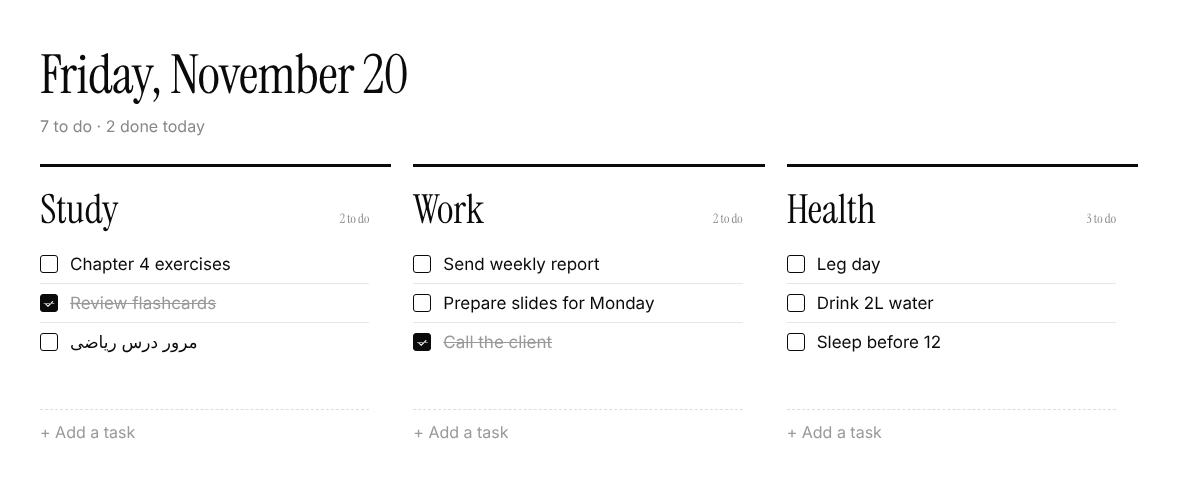 Friday, November 20
7 to do · 2 done today
Study
2 to do
Chapter 4 exercises
Review flashcards
مرور درس ریاضی
+ Add a task
Work
2 to do
Send weekly report
Prepare slides for Monday
Call the client
+ Add a task
Health
3 to do
Leg day
Drink 2L water
Sleep before 12
+ Add a task